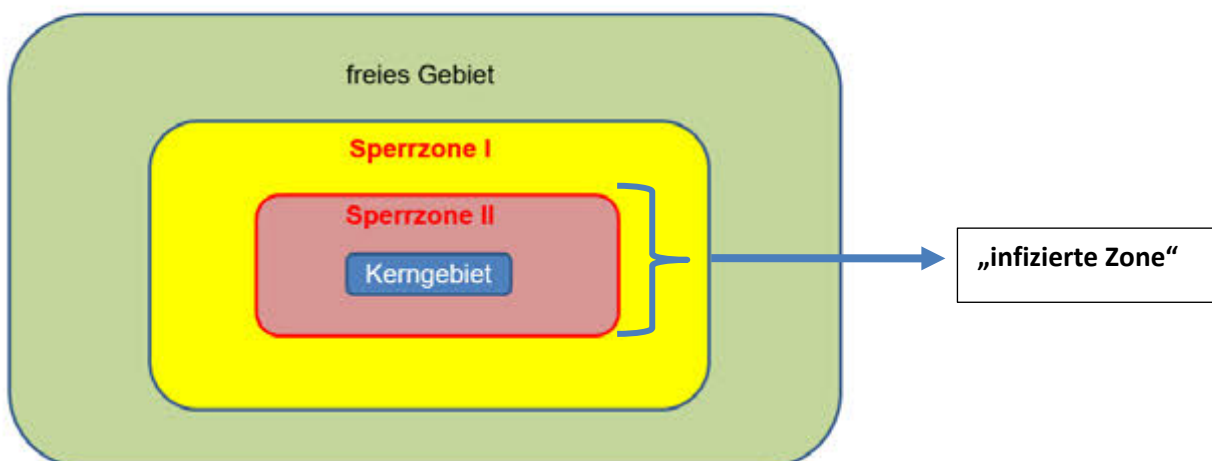 freies Gebiet
Sperrzone I
Sperrzone II
Kerngebiet
„infizierte Zone“